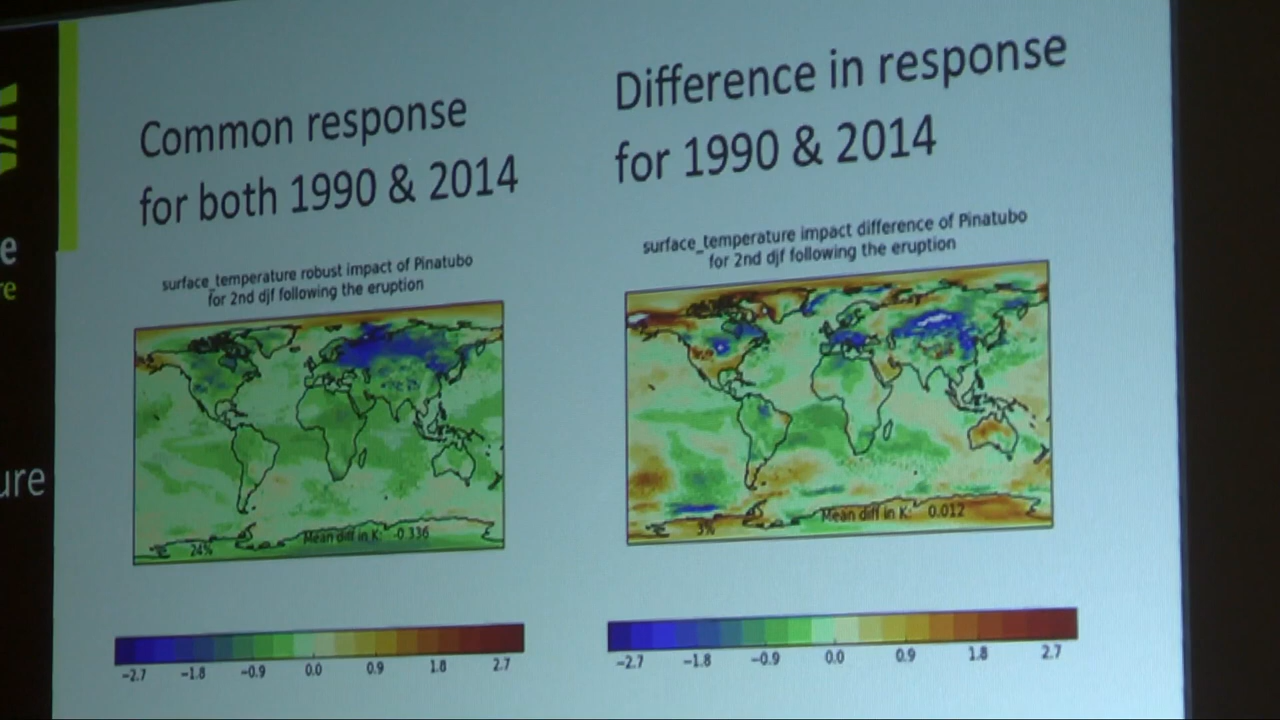 Common response
for both 1990 & 2014
surface_temperature robust impact of Pinatubo
for 2nd djf following the eruption
24%
Mean diff in K: -0.336
-2.7 -1.8 -0.9 0.0 0.9 1.8 2.7
Difference in response
for 1990 & 2014
surface_temperature impact difference of Pinatubo
for 2nd djf following the eruption
3%
Mean diff in K: 0.012
-2.7 -1.8 -0.9 0.0 0.9 1.8 2.7
e
re
ure